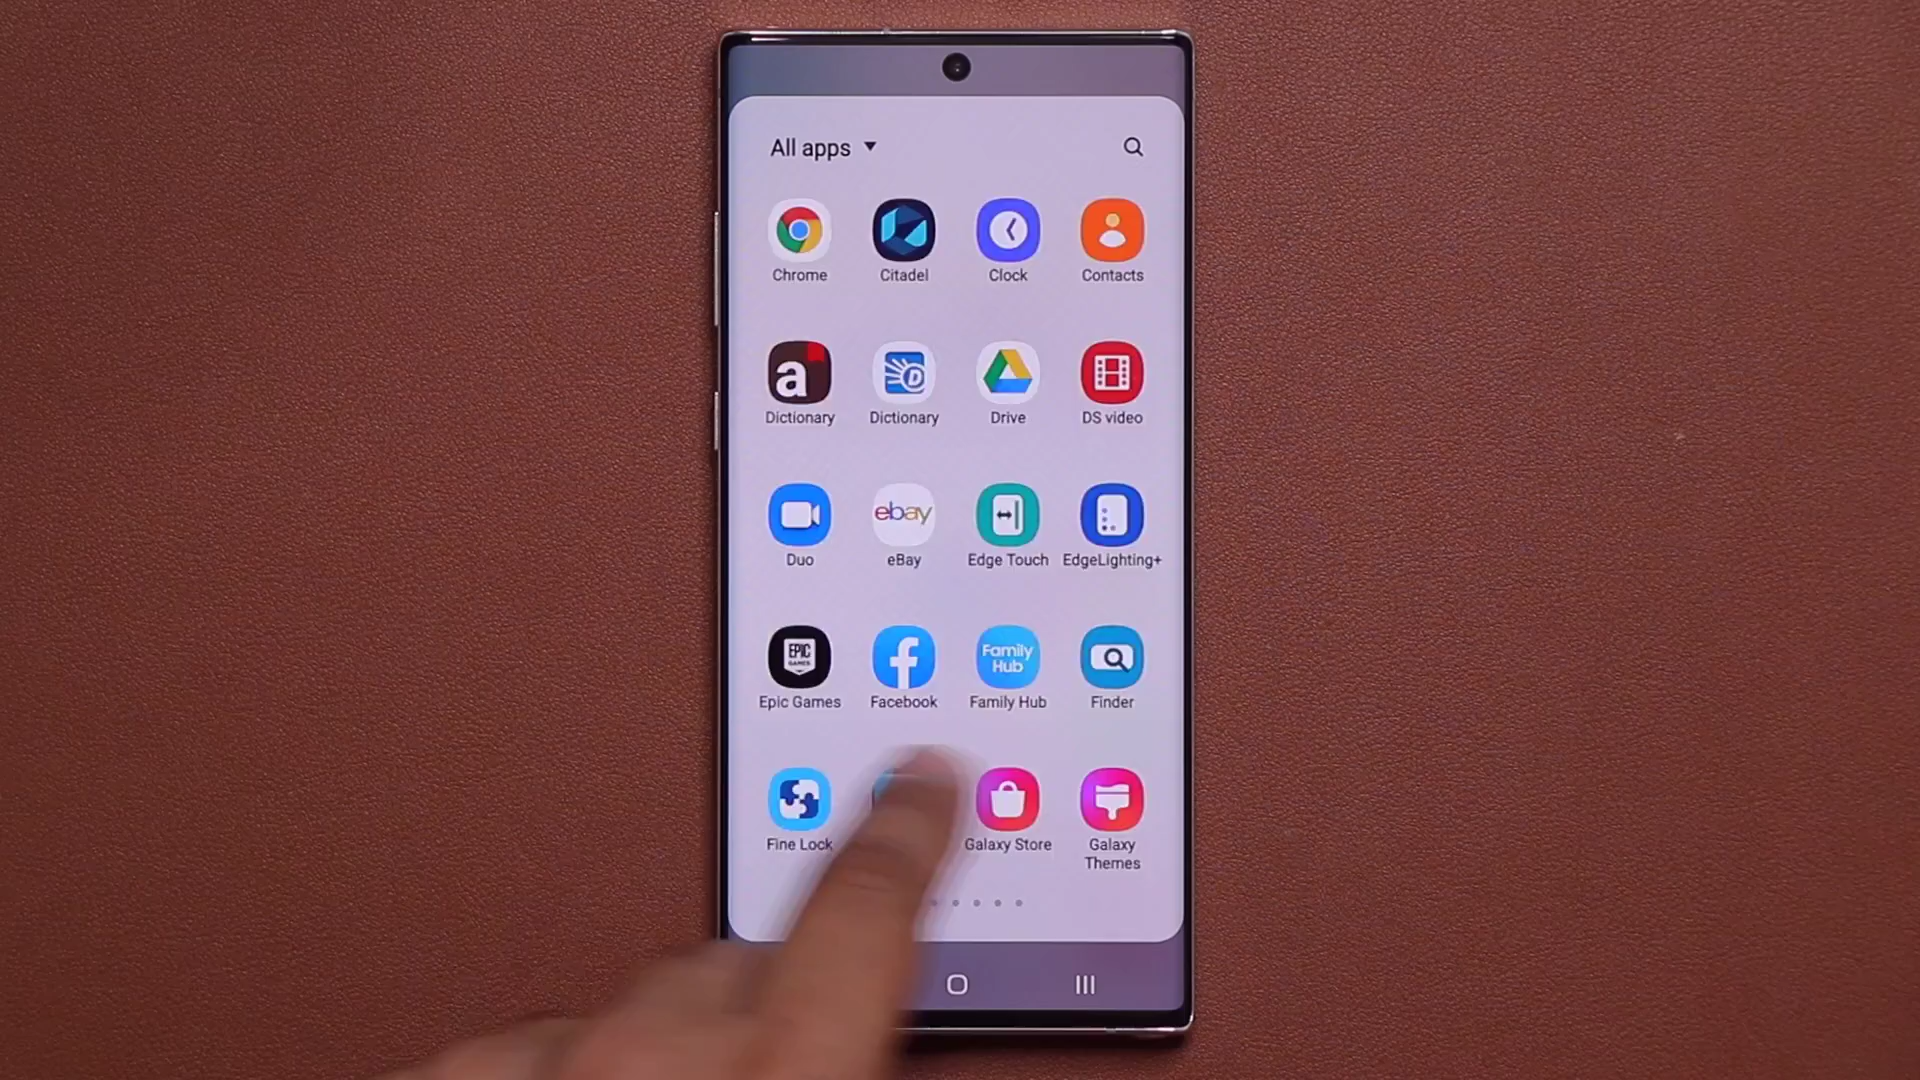 All apps
Chrome
Citadel
Clock
Contacts
a
D
Dictionary
Dictionary
Drive
DS video
ebay
Duo
eBay
Edge Touch
EdgeLighting+
EPIC
GAMES
Family
Hub
Epic Games
Facebook
Family Hub
Finder
Fine Lock
Galaxy Store
Galaxy
Themes